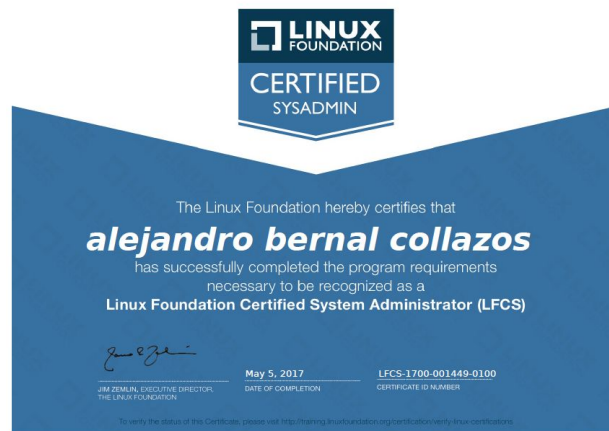 LINUX
FOUNDATION
CERTIFIED
SYSADMIN
The Linux Foundation hereby certifies that
alejandro bernal collazos
has successfully completed the program requirements
necessary to be recognized as a
Linux Foundation Certified System Administrator (LFCS)
May 5, 2017 LFCS-1700-001449-0100
JIM ZEMLIN, EXECUTIVE DIRECTOR, DATE OF COMPLETION CERTIFICATE ID NUMBER
THE LINUX FOUNDATION
To verify the status of this Certificate, please visit http://training.linuxfoundation.org/certification/verify-linux-certifications